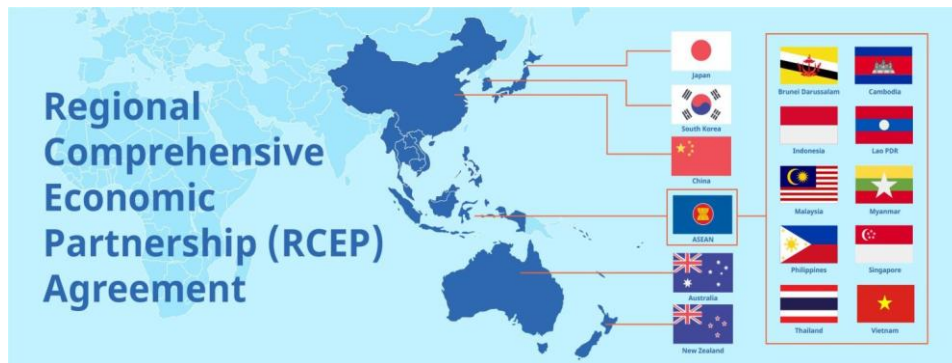 Regional
Comprehensive
Economic
Partnership (RCEP)
Agreement
Japan
South Korea
China
ASEAN
Australia
New Zealand
Brunei Darussalam
Cambodia
Indonesia
Lao PDR
Malaysia
Myanmar
Philippines
Singapore
Thailand
Vietnam